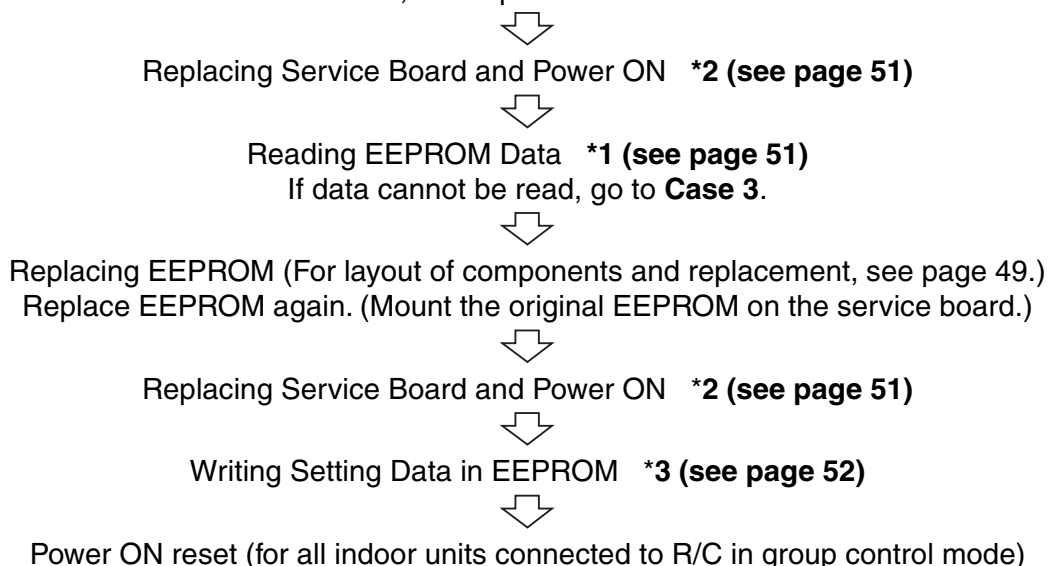 Replacing Service Board and Power ON *2 (see page 51)
Reading EEPROM Data *1 (see page 51)
If data cannot be read, go to Case 3.
Replacing EEPROM (For layout of components and replacement, see page 49.)
Replace EEPROM again. (Mount the original EEPROM on the service board.)
Replacing Service Board and Power ON *2 (see page 51)
Writing Setting Data in EEPROM *3 (see page 52)
Power ON reset (for all indoor units connected to R/C in group control mode)